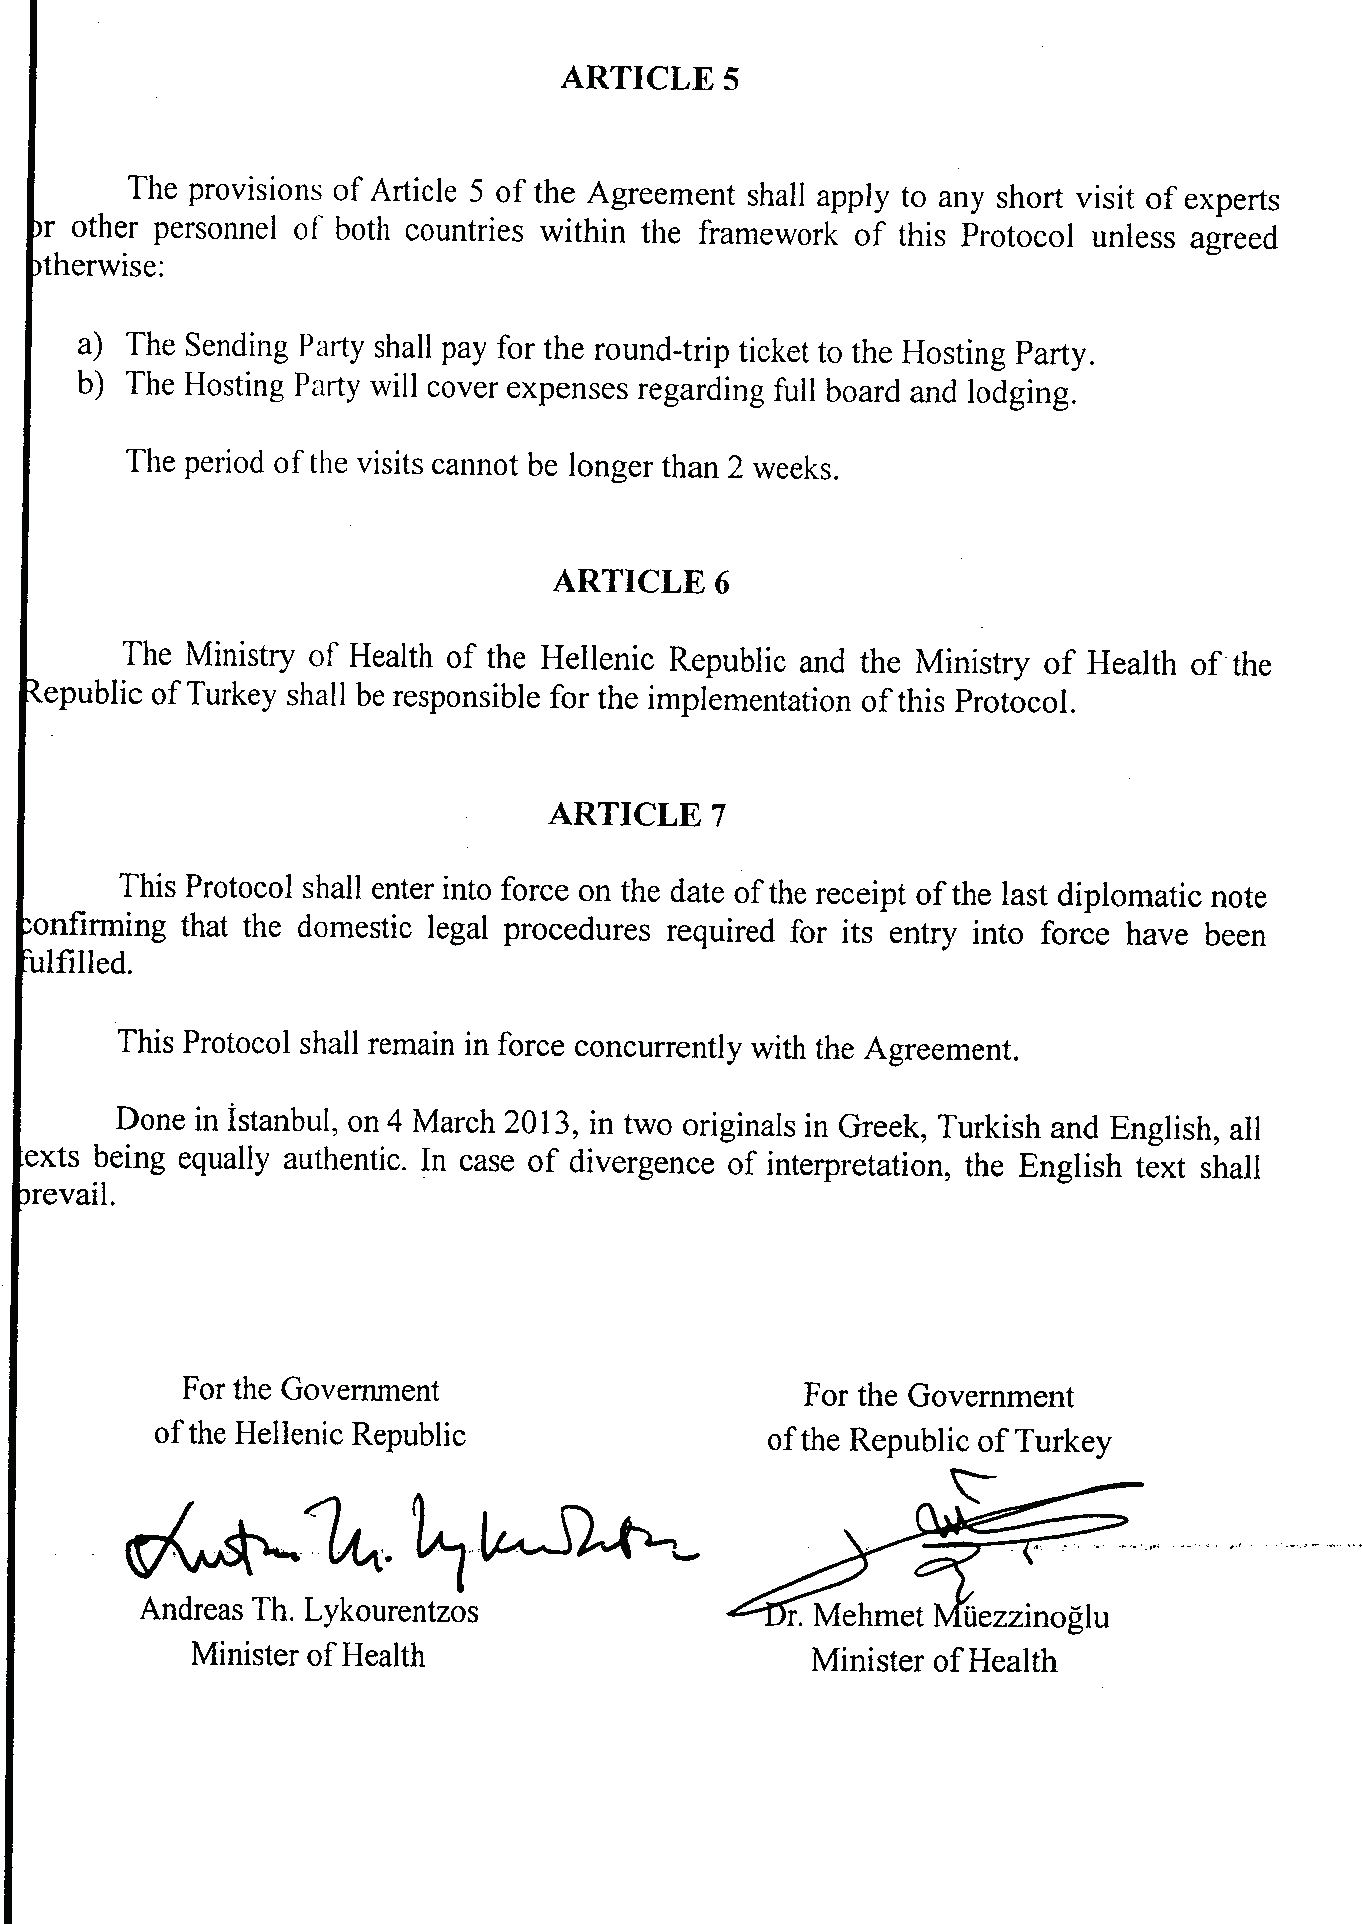 ARTICLE 5
The provisions of Article 5 of the Agreement shall apply to any short visit of experts
or other personnel of both countries within the framework of this Protocol unless agreed
otherwise:
a) The Sending Party shall pay for the round-trip ticket to the Hosting Party.
b) The Hosting Party will cover expenses regarding full board and lodging.
The period of the visits cannot be longer than 2 weeks.
ARTICLE 6
The Ministry of Health of the Hellenic Republic and the Ministry of Health of the
Republic of Turkey shall be responsible for the implementation of this Protocol.
ARTICLE 7
This Protocol shall enter into force on the date of the receipt of the last diplomatic note
confirming that the domestic legal procedures required for its entry into force have been
fulfilled.
This Protocol shall remain in force concurrently with the Agreement.
Done in İstanbul, on 4 March 2013, in two originals in Greek, Turkish and English, all
texts being equally authentic. In case of divergence of interpretation, the English text shall
prevail.
For the Government
of the Hellenic Republic
Andreas Th. Lykourentzos
Minister of Health
For the Government
of the Republic of Turkey
Dr. Mehmet Müezzinoğlu
Minister of Health